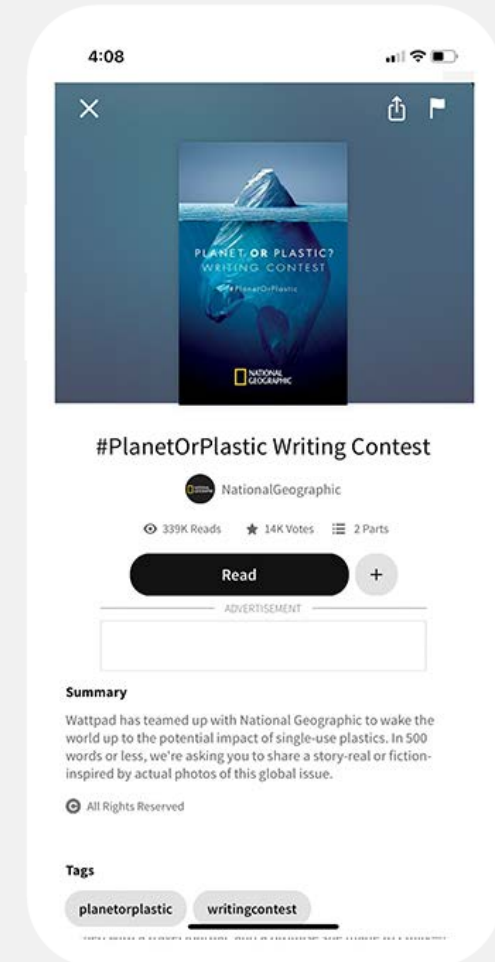 4:08
PLANET OR PLASTIC?
WRITING CONTEST
#PlanetOrPlastic
NATIONAL
GEOGRAPHIC
#PlanetOrPlastic Writing Contest
NationalGeographic
339K Reads 14K Votes 2 Parts
Read +
ADVERTISEMENT
Summary
Wattpad has teamed up with National Geographic to wake the
world up to the potential impact of single-use plastics. In 500
words or less, we're asking you to share a story-real or fiction-
inspired by actual photos of this global issue.
All Rights Reserved
Tags
planetorplastic writingcontest